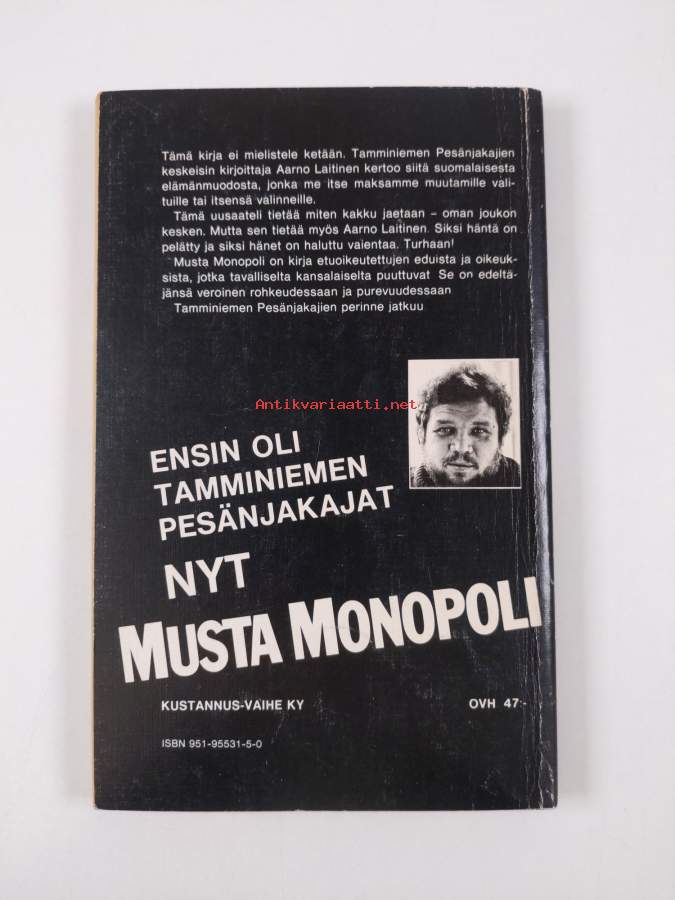 Tämä kirja ei mielistele ketään. Tamminiemen Pesänjakajien
keskeisin kirjoittaja Aarno Laitinen kertoo siitä suomalaisesta
elämänmuodosta, jonka me itse maksamme muutamille vali-
tuille tai itsensä valinneille.
Tämä uusaateli tietää miten kakku jaetaan – oman joukon
kesken. Mutta sen tietää myös Aarno Laitinen. Siksi häntä on
pelätty ja siksi hänet on haluttu vaientaa. Turhaan!
Musta Monopoli on kirja etuoikeutettujen eduista ja oikeuk-
sista, jotka tavalliselta kansalaiselta puuttuvat Se on edeltä-
jänsä veroinen rohkeudessaan ja purevuudessaan
Tamminiemen Pesänjakajien perinne jatkuu
Antikvariaatti.net
ENSIN OLI
TAMMINIEMEN
PESÄNJAKAJAT
NYT
MUSTA MONOPOLI
KUSTANNUS-VAIHE KY OVH 47:-
ISBN 951-95531-5-0